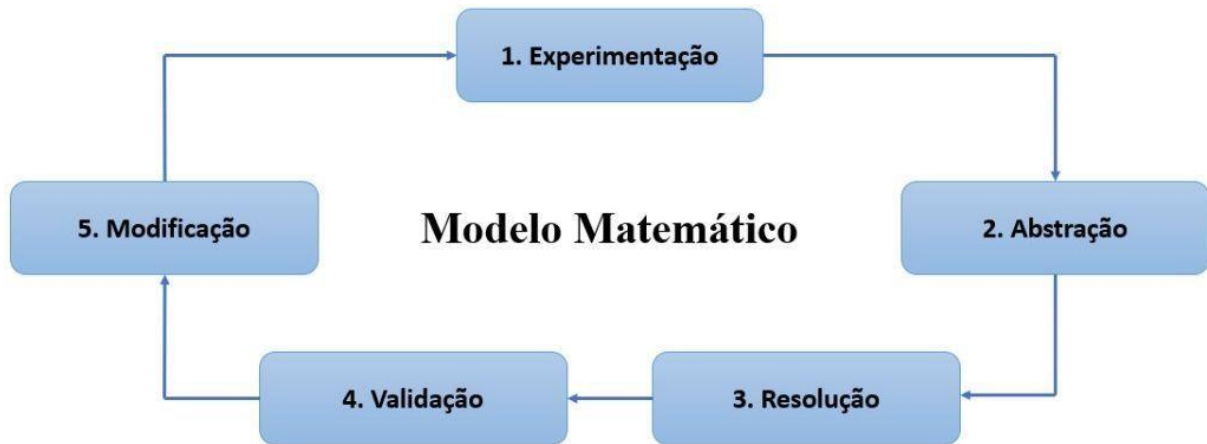 1. Experimentação
5. Modificação
Modelo Matemático
2. Abstração
4. Validação
3. Resolução